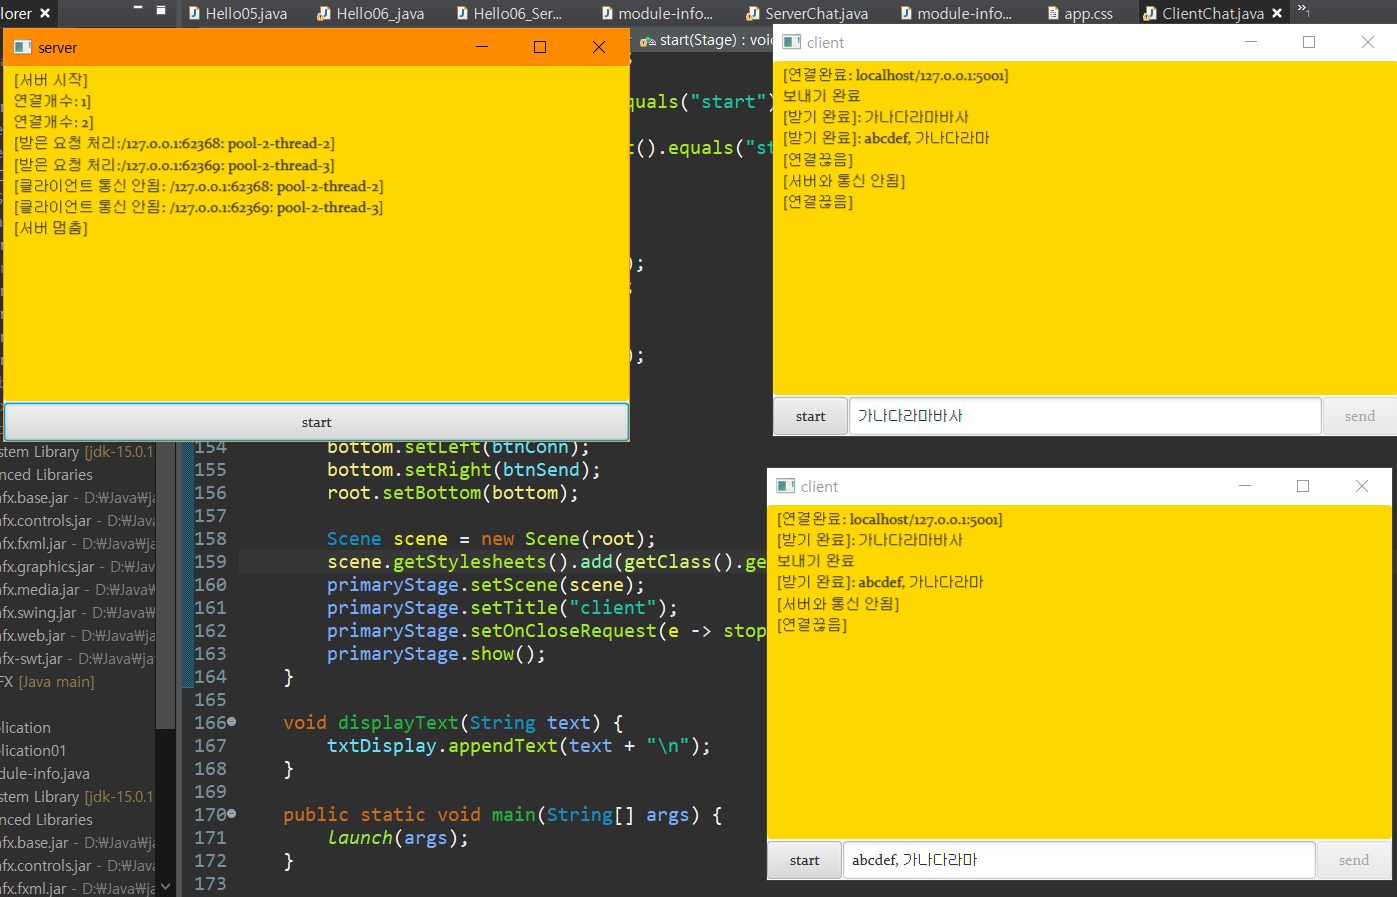 lorer
Hello05.java
Hello06_.java
Hello06_Ser...
module-info...
ServerChat.java
module-info...
app.css
ClientChat.java
server
[서버 시작]
연결개수: 1]
연결개수: 2]
[받은 요청 처리:/127.0.0.1:62368: pool-2-thread-2]
[받은 요청 처리:/127.0.0.1:62369: pool-2-thread-3]
[클라이언트 통신 안됨: /127.0.0.1:62368: pool-2-thread-2]
[클라이언트 통신 안됨: /127.0.0.1:62369: pool-2-thread-3]
[서버 멈춤]
start
start(Stage) : voi
quals("start")
t().equals("st
);
);
client
[연결완료: localhost/127.0.0.1:5001]
보내기 완료
[받기 완료]: 가나다라마바사
[받기 완료]: abcdef, 가나다라마
[연결끊음]
[서버와 통신 안됨]
[연결끊음]
start
가나다라마바사
send
stem Library [jdk-15.0.1
nced Libraries
fx.base.jar - D:₩Java₩ja
fx.controls.jar - D:₩Java
fx.fxml.jar - D:₩Java₩ja
fx.graphics.jar - D:₩Java
fx.media.jar - D:₩Java₩
fx.swing.jar - D:₩Java₩
fx.web.jar - D:₩Java₩ja
fx-swt.jar - D:₩Java₩ja
FX [Java main]
plication
plication01
dule-info.java
stem Library [jdk-15.0.1
nced Libraries
fx.base.jar - D:₩Java₩ja
fx.controls.jar - D:₩Java
fx.fxml.jar - D:₩Java₩ja
154 bottom.setLeft(btnConn);
155 bottom.setRight(btnSend);
156 root.setBottom(bottom);
157
158 Scene scene = new Scene(root);
159 scene.getStylesheets().add(getClass().ge
160 primaryStage.setScene(scene);
161 primaryStage.setTitle("client");
162 primaryStage.setOnCloseRequest(e -> stop
163 primaryStage.show();
164 }
165
166 void displayText(String text) {
167 txtDisplay.appendText(text + "\n");
168 }
169
170 public static void main(String[] args) {
171 launch(args);
172 }
173
client
[연결완료: localhost/127.0.0.1:5001]
[받기 완료]: 가나다라마바사
보내기 완료
[받기 완료]: abcdef, 가나다라마
[서버와 통신 안됨]
[연결끊음]
start
abcdef, 가나다라마
send